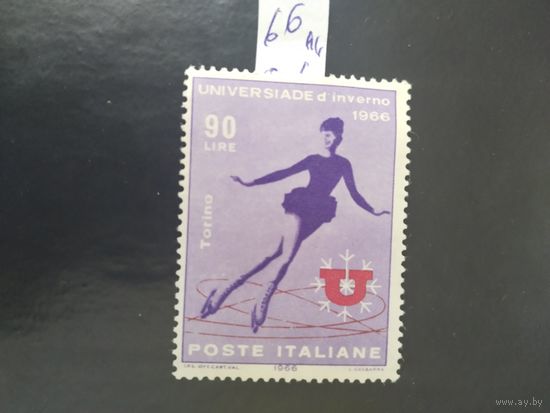 66
UNIVERSIADE d'inverno
1966
90
LIRE
Torino
U
POSTE ITALIANE
1966
www.ay.by